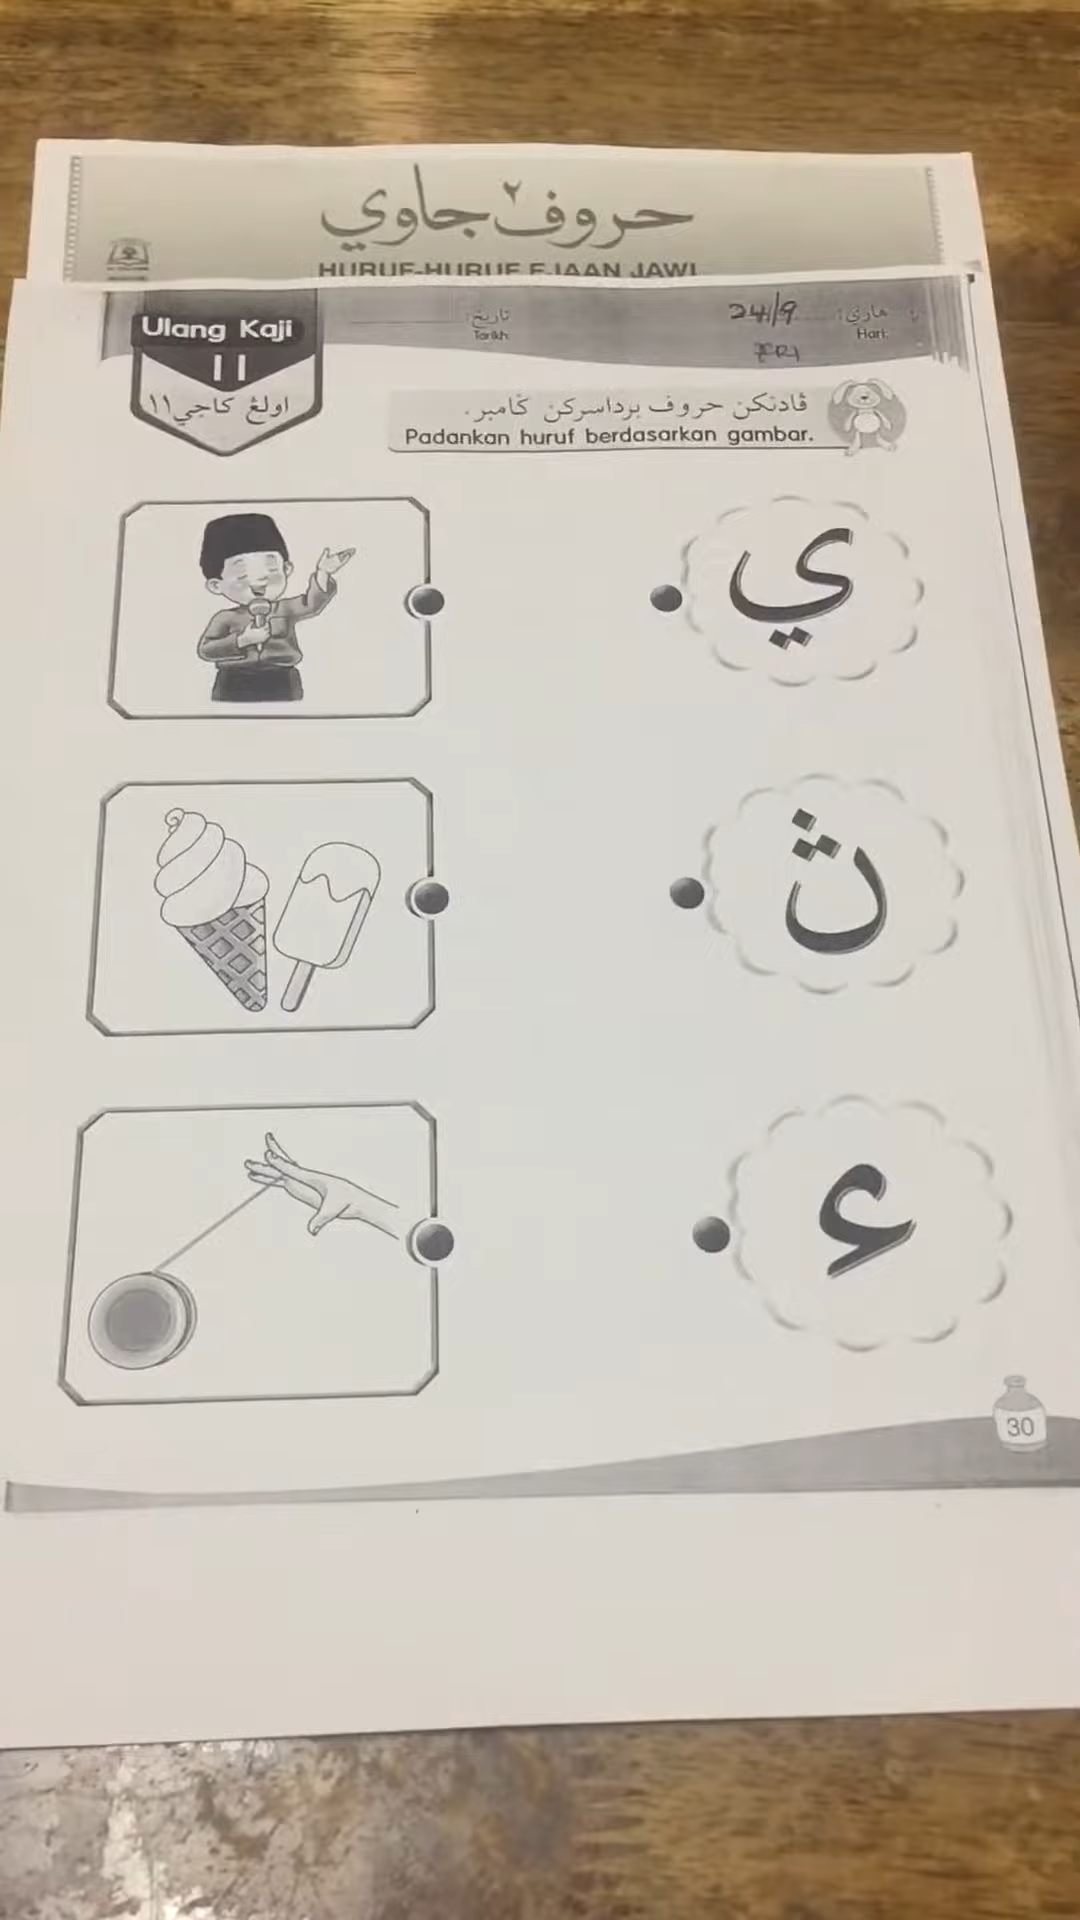 حروف٢ جاوي
HURUF-HURUF EJAAN JAWI
Ulang Kaji
11
اولڠ كاجي ١١
تاريخ:
Tarikh:
هاري:
Hari:
24/9
ڤادنكن حروف برداسركن ݢامبر.
Padankan huruf berdasarkan gambar.
ي
ڽ
ء
30